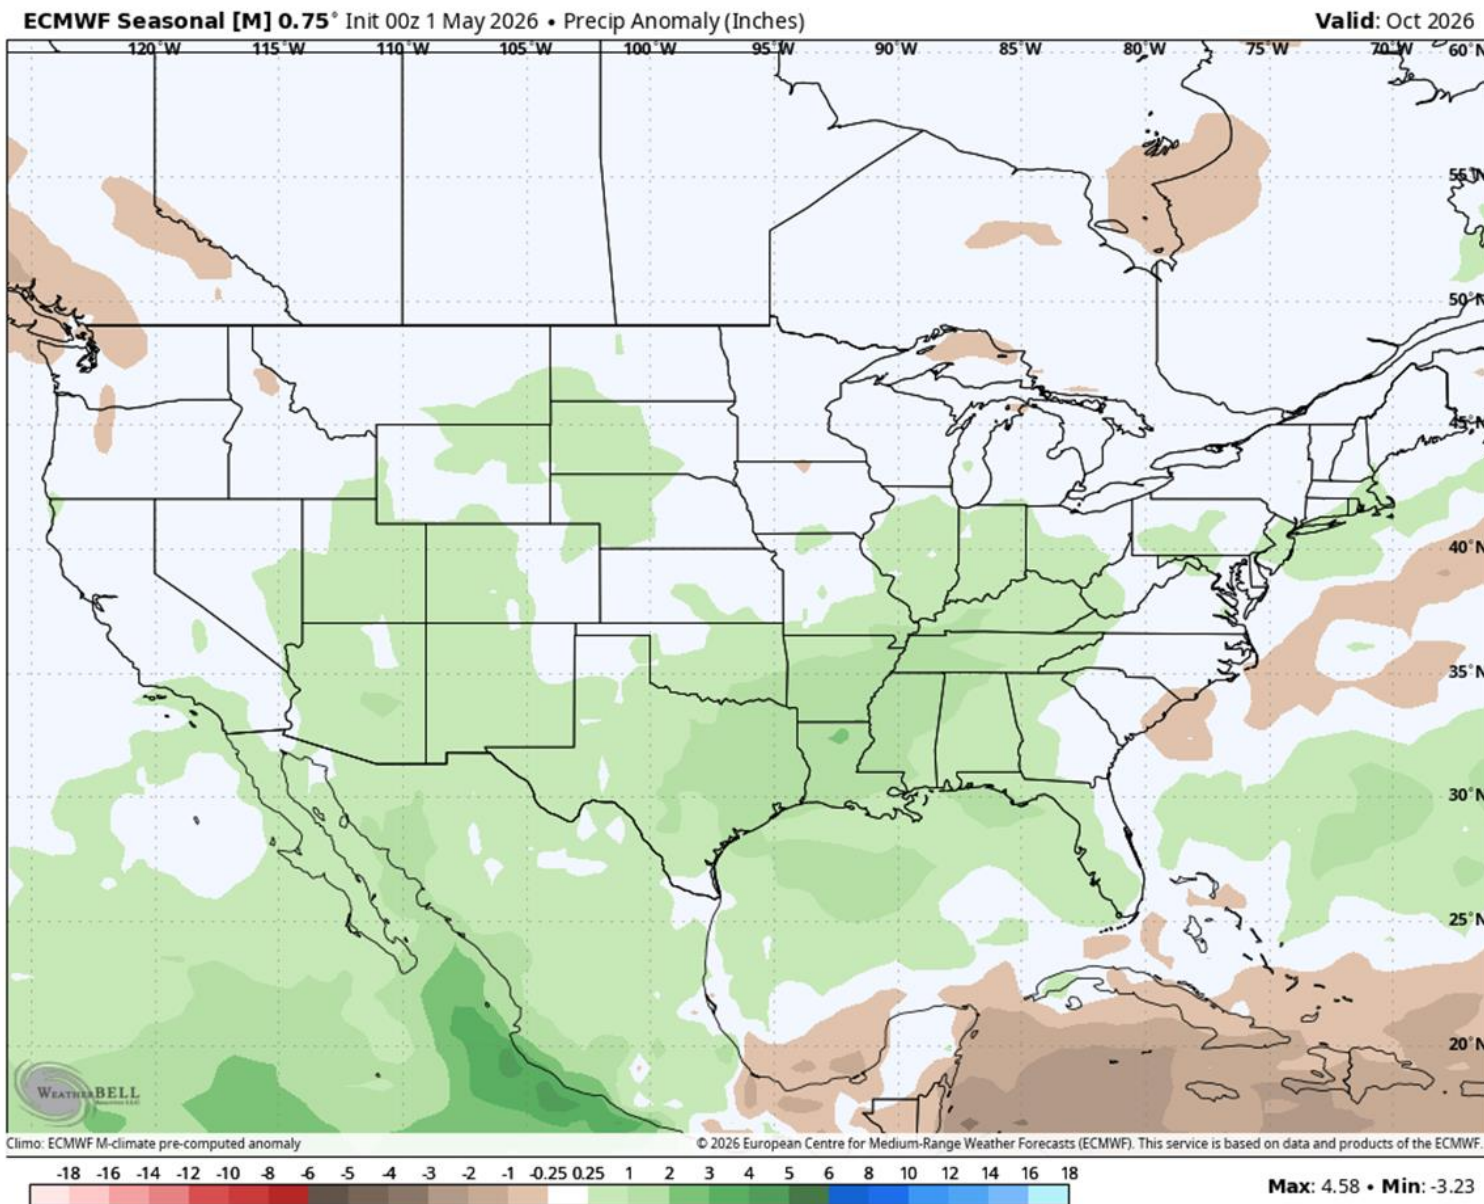 ECMWF Seasonal [M] 0.75° Init 00z 1 May 2026 • Precip Anomaly (Inches) Valid: Oct 2026
120°W 115°W 110°W 105°W 100°W 95°W 90°W 85°W 80°W 75°W 70°W 60°N
55°N
50°N
45°N
40°N
35°N
30°N
25°N
20°N
WEATHERBELL
Climo: ECMWF M-climate pre-computed anomaly © 2026 European Centre for Medium-Range Weather Forecasts (ECMWF). This service is based on data and products of the ECMWF.
-18 -16 -14 -12 -10 -8 -6 -5 -4 -3 -2 -1 -0.25 0.25 1 2 3 4 5 6 8 10 12 14 16 18
Max: 4.58 • Min: -3.23